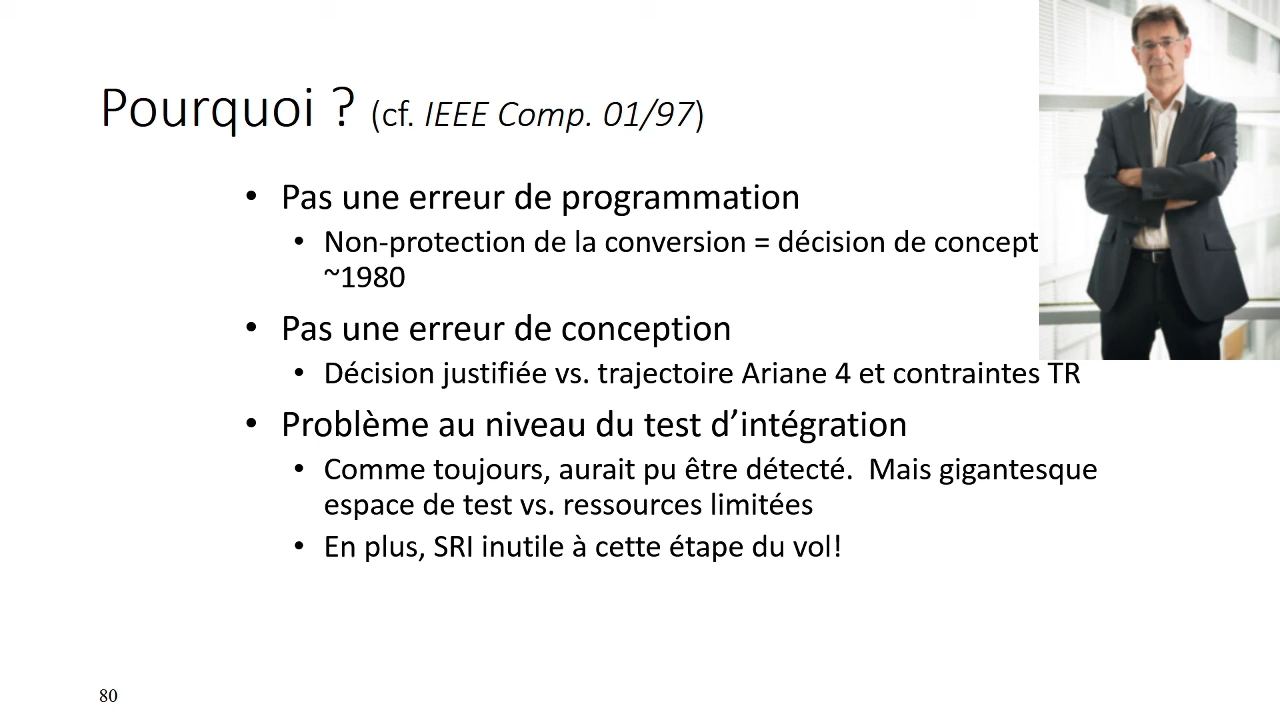 Pourquoi ? (cf. IEEE Comp. 01/97)
• Pas une erreur de programmation
• Non-protection de la conversion = décision de concept
~1980
• Pas une erreur de conception
• Décision justifiée vs. trajectoire Ariane 4 et contraintes TR
• Problème au niveau du test d’intégration
• Comme toujours, aurait pu être détecté.  Mais gigantesque
espace de test vs. ressources limitées
• En plus, SRI inutile à cette étape du vol!
80